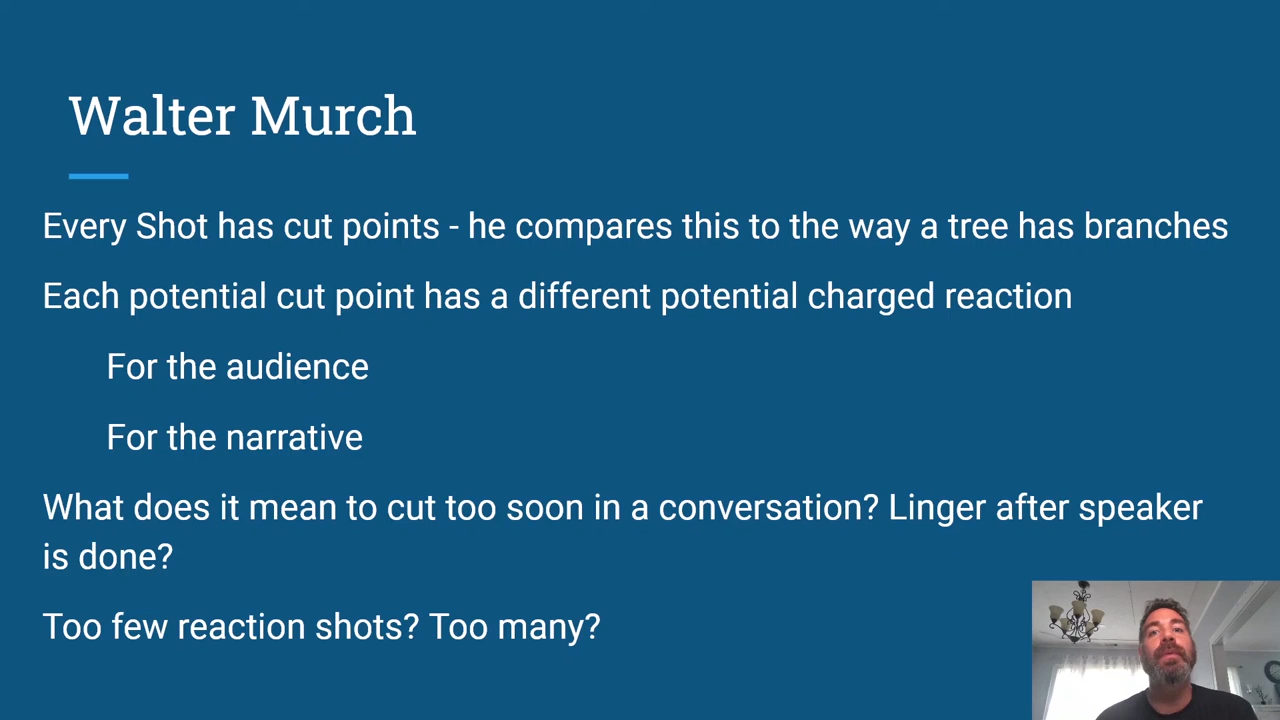 Walter Murch
Every Shot has cut points - he compares this to the way a tree has branches
Each potential cut point has a different potential charged reaction
For the audience
For the narrative
What does it mean to cut too soon in a conversation? Linger after speaker
is done?
Too few reaction shots? Too many?